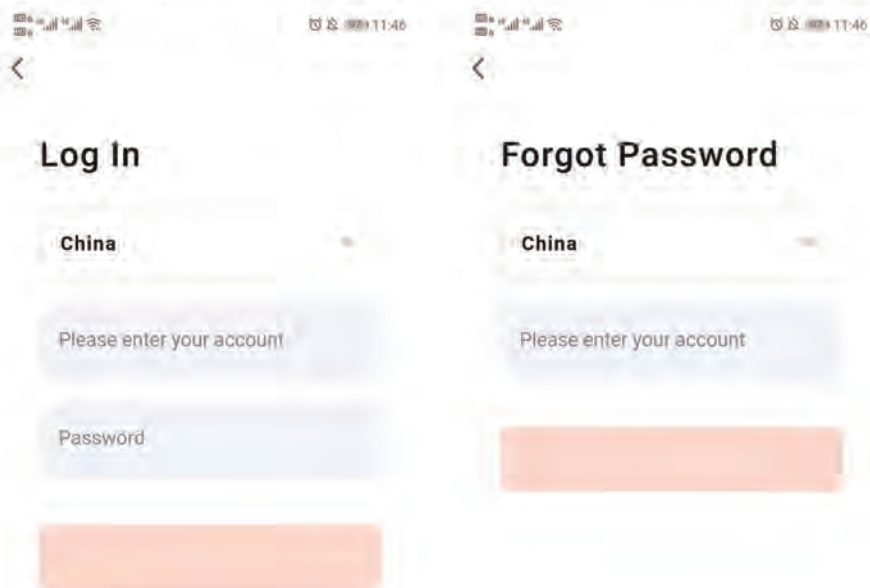 11:46
Log In
China
Please enter your account
Password
11:46
Forgot Password
China
Please enter your account